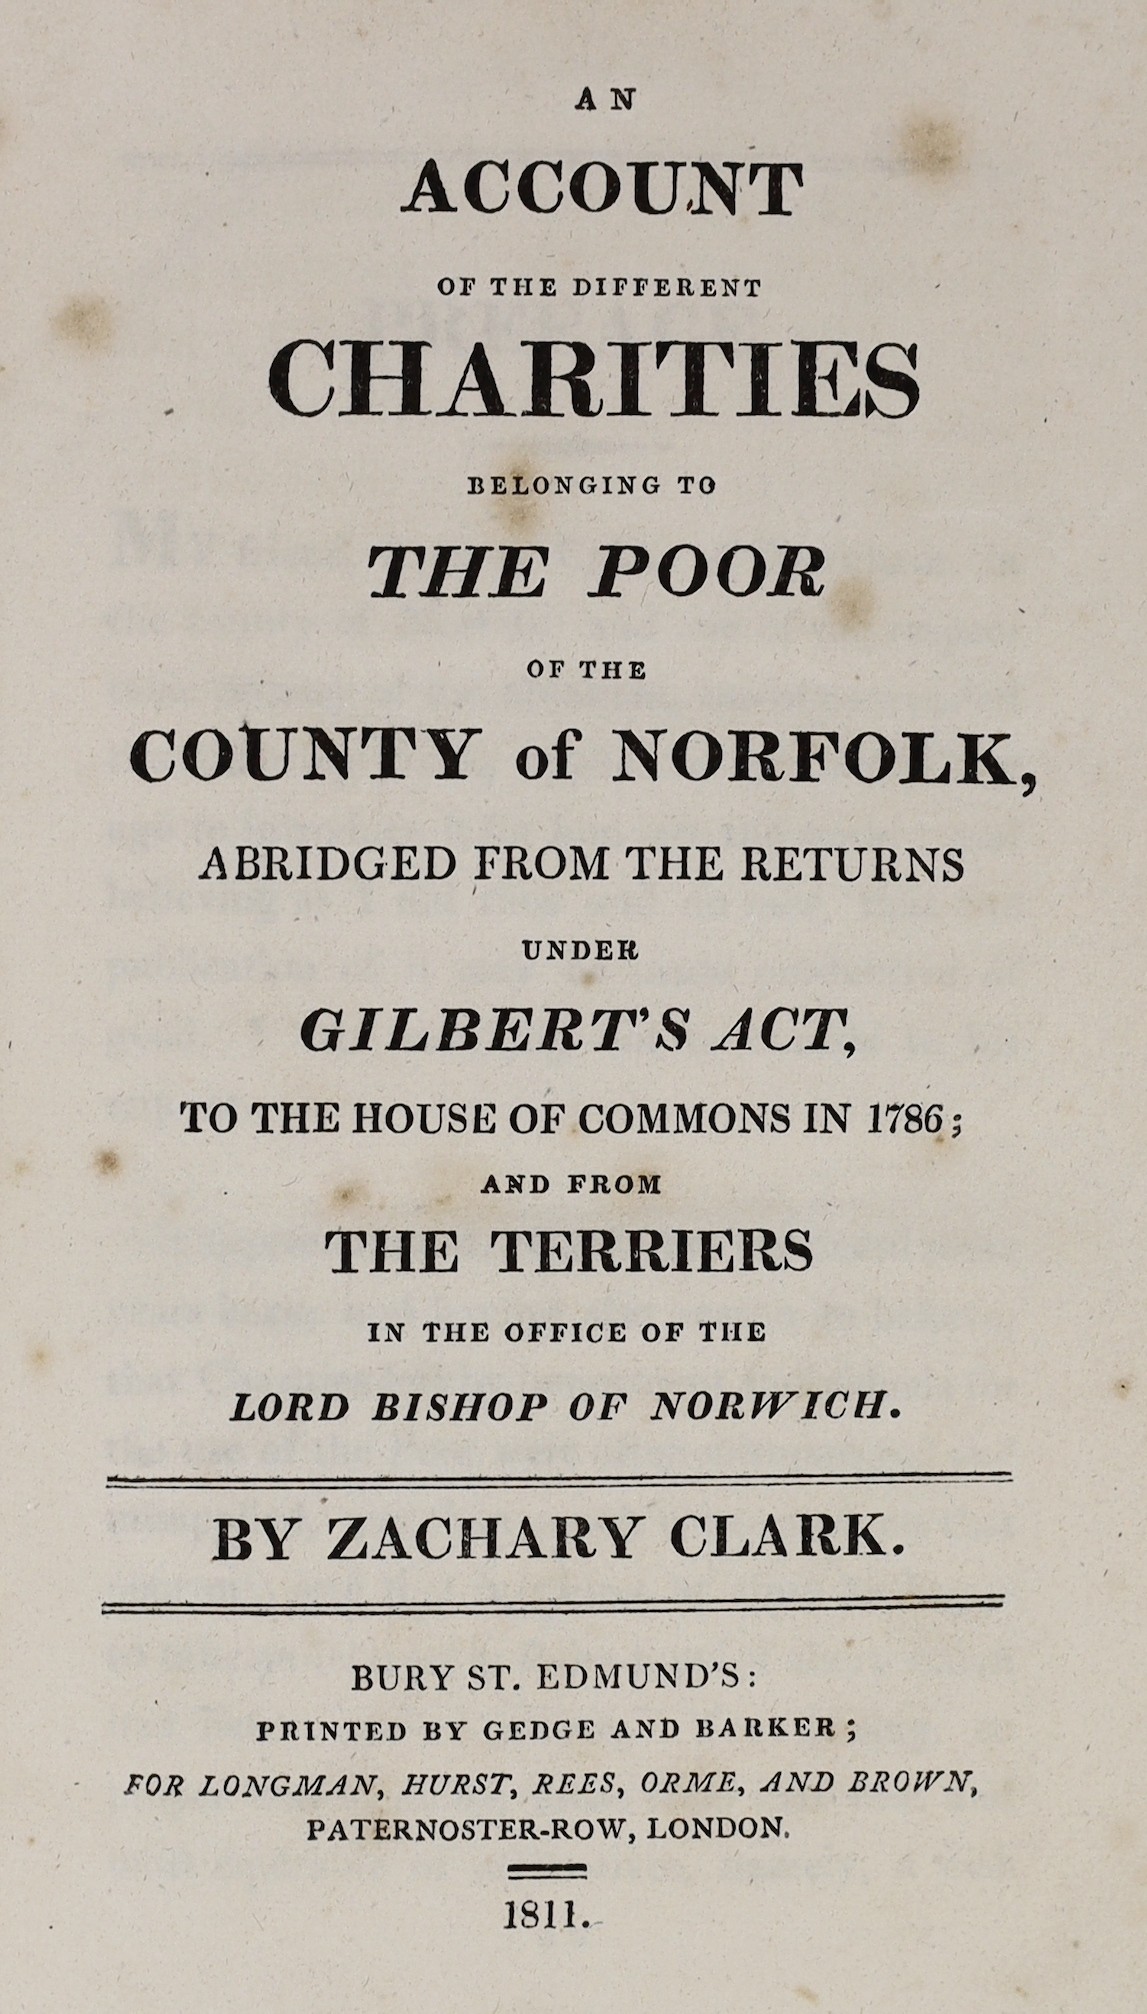 AN
ACCOUNT
OF THE DIFFERENT
CHARITIES
BELONGING TO
THE POOR
OF THE
COUNTY of NORFOLK,
ABRIDGED FROM THE RETURNS
UNDER
GILBERT'S ACT,
TO THE HOUSE OF COMMONS IN 1786;
AND FROM
THE TERRIERS
IN THE OFFICE OF THE
LORD BISHOP OF NORWICH.
BY ZACHARY CLARK.
BURY ST. EDMUND'S:
PRINTED BY GEDGE AND BARKER;
FOR LONGMAN, HURST, REES, ORME, AND BROWN,
PATERNOSTER-ROW, LONDON.
1811.